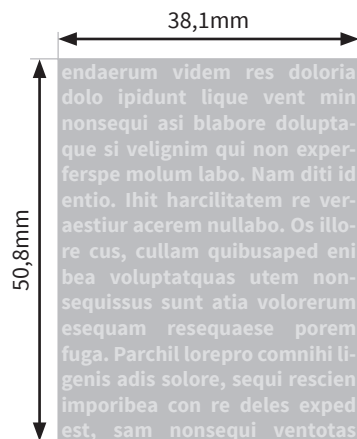 38,1mm
50,8mm
endaerum videm res doloria
dolo ipidunt lique vent min
nonsequi asi blabore dolupta-
que si velignim qui non exper-
ferspe molum labo. Nam diti id
entio. Ihit harcilitatem re ver-
aestiur acerem nullabo. Os illo-
re cus, cullam quibusaped eni
bea voluptatquas utem non-
sequissus sunt atia volorerum
esequam resequaese porem
fuga. Parchil lorepro comnihi li-
genis adis solore, sequi rescien
imporibea con re deles exped
est, sam nonsequi ventotas